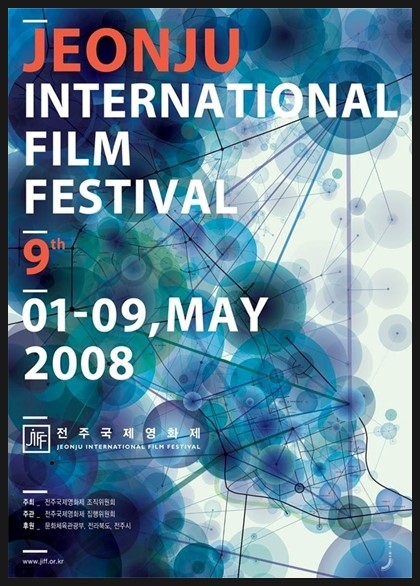 JEONJU
INTERNATIONAL
FILM
FESTIVAL
9th
01-09,MAY
2008
JIFF 전주국제영화제
JEONJU INTERNATIONAL FILM FESTIVAL
주최 _ 전주국제영화제 조직위원회
주관 _ 전주국제영화제 집행위원회
후원 _ 문화체육관광부, 전라북도, 전주시
www.jiff.or.kr